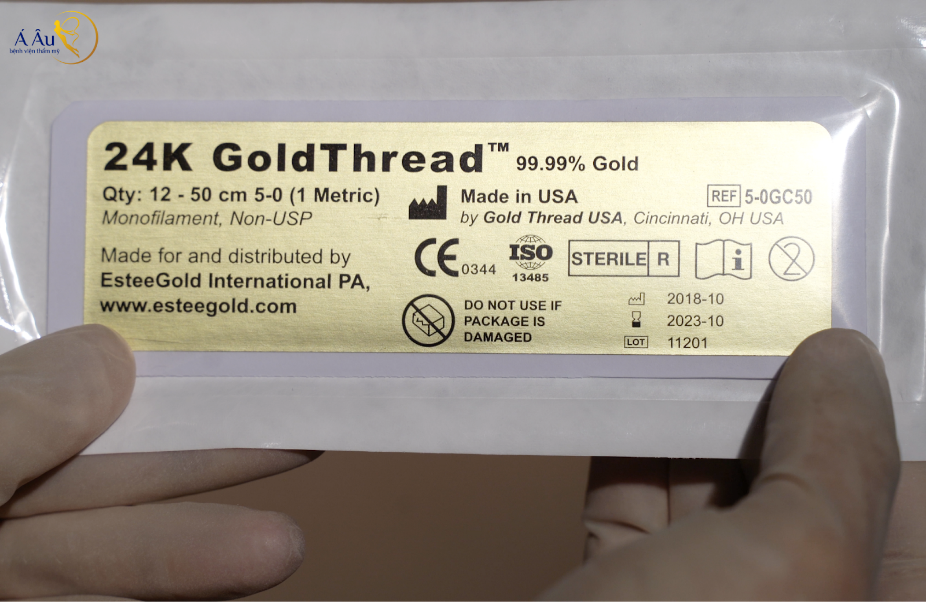 Á Âu
bệnh viện thẩm mỹ
24K GoldThread™ 99.99% Gold
Qty: 12 - 50 cm 5-0 (1 Metric)
Monofilament, Non-USP
Made for and distributed by
EsteeGold International PA,
www.esteegold.com
Made in USA
by Gold Thread USA, Cincinnati, OH USA
REF 5-0GC50
CE 0344
ISO
13485
STERILE R
i
2
DO NOT USE IF
PACKAGE IS
DAMAGED
2018-10
2023-10
LOT 11201